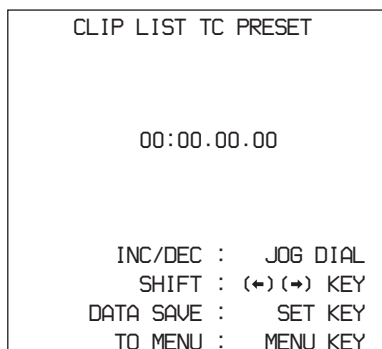 CLIP LIST TC PRESET
00:00.00.00
INC/DEC : JOG DIAL
SHIFT : (←)(→) KEY
DATA SAVE : SET KEY
TO MENU : MENU KEY